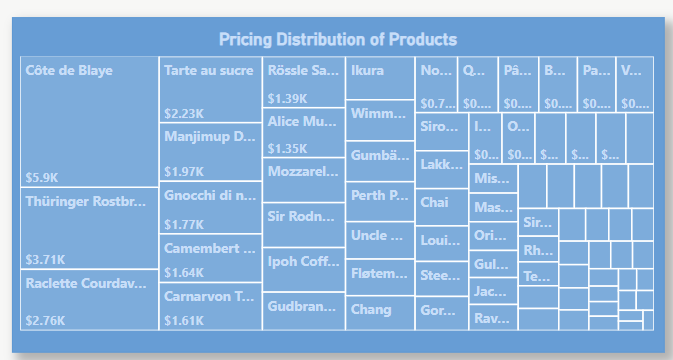 Pricing Distribution of Products
Côte de Blaye
$5.9K
Thüringer Rostbr...
$3.71K
Raclette Courdav...
$2.76K
Tarte au sucre
$2.23K
Manjimup D...
$1.97K
Gnocchi di n...
$1.77K
Camembert ...
$1.64K
Carnarvon T...
$1.61K
Rössle Sa...
$1.39K
Alice Mu...
$1.35K
Mozzarel...
Sir Rodn...
Ipoh Coff...
Gudbran...
Ikura
Wimm...
Gumbä...
Perth P...
Uncle ...
Fløtem...
Chang
No...
$0.7...
Siro...
Lakk...
Chai
Loui...
Stee...
Gor...
Q...
$0....
Pâ...
$0....
B...
$0....
Pa...
$0....
V...
$0....
I...
$0...
O...
$0...
$...
$...
$...
Mis...
Mas...
Ori...
Gul...
Jac...
Rav...
Sir...
Rh...
Te...